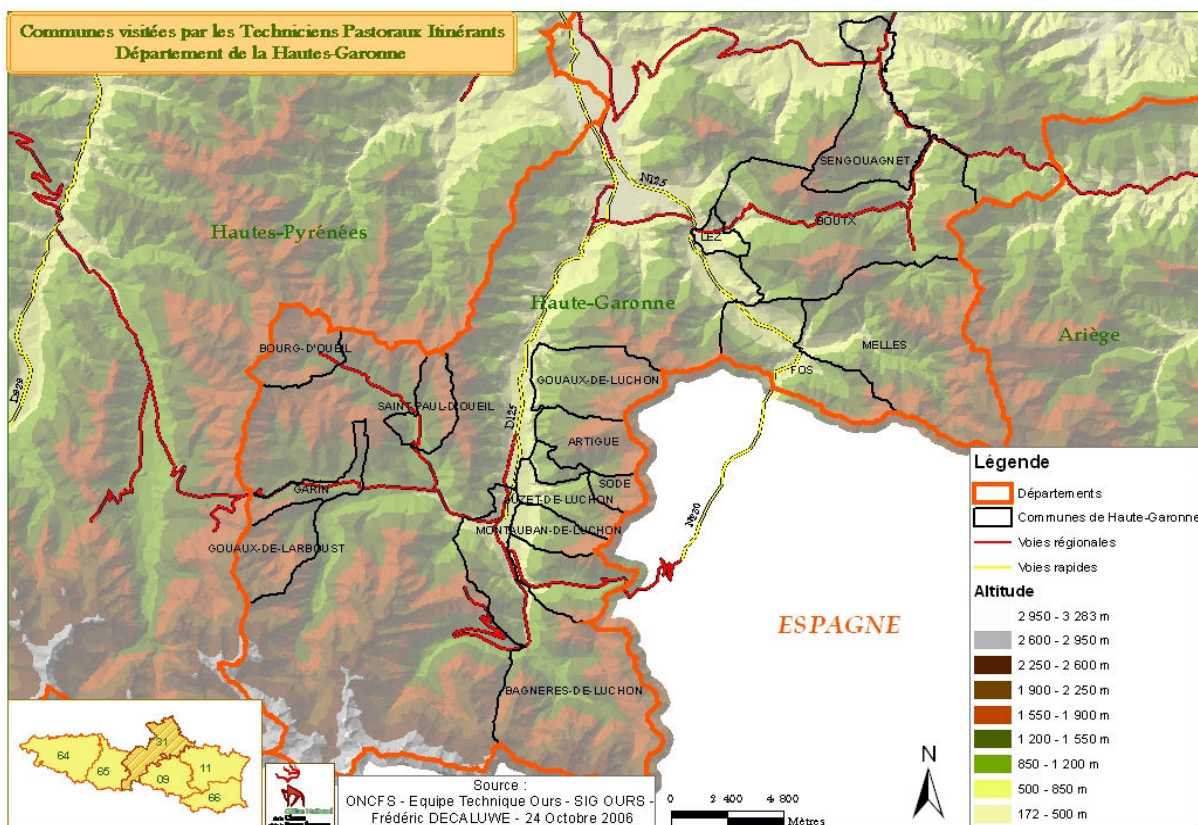 Communes visitées par les Techniciens Pastoraux Itinérants
Département de la Hautes-Garonne
SENGOUAGNET
N125
Hautes-Pyrénées
BOUTX
LEZ
Haute-Garonne
Ariège
BOURG-D'OUEIL
MELLES
FOS
GOUAUX-DE-LUCHON
D929
SAINT-PAUL-D'OUEIL
D125
ARTIGUE
SODE
GARIN
JUZET-DE-LUCHON
N230
MONTAUBAN-DE-LUCHON
GOUAUX-DE-LARBOUST
ESPAGNE
BAGNERES-DE-LUCHON
Légende
Départements
Communes de Haute-Garonne
Voies régionales
Voies rapides
Altitude
2 950 - 3 283 m
2 600 - 2 950 m
2 250 - 2 600 m
1 900 - 2 250 m
1 550 - 1 900 m
1 200 - 1 550 m
850 - 1 200 m
500 - 850 m
172 - 500 m
64
65
31
09
11
66
Source :
ONCFS - Equipe Technique Ours - SIG OURS -
Frédéric DECALUWE - 24 Octobre 2006
N
0 2 400 4 800
Mètres